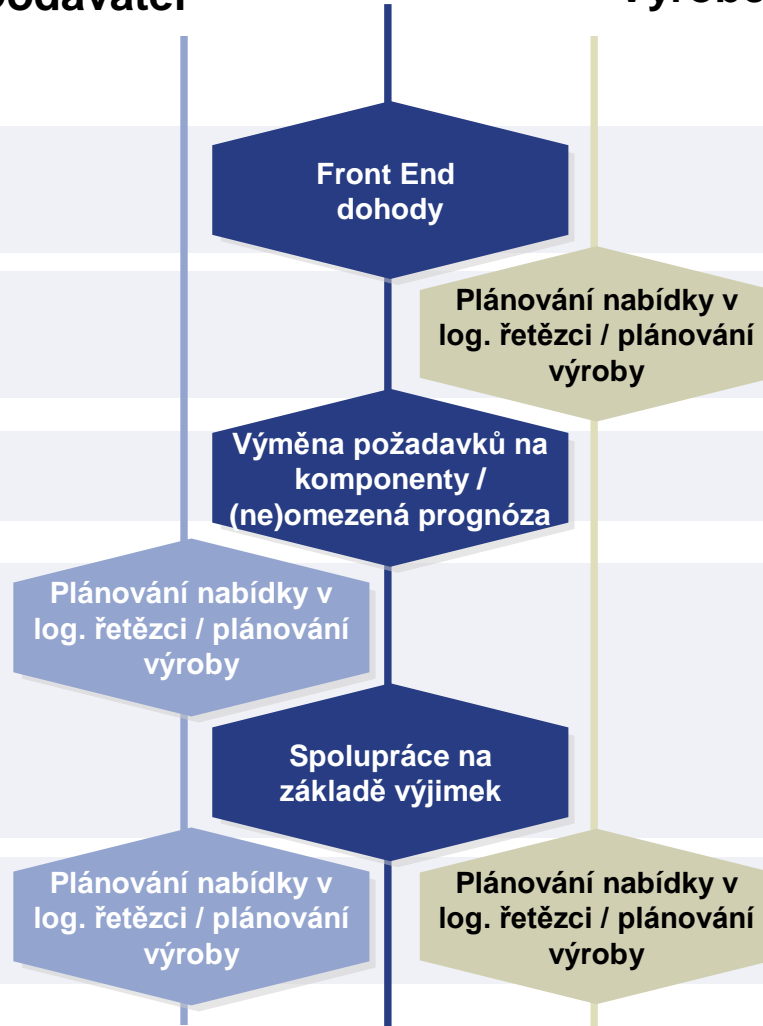 Front End
dohody
Plánování nabídky v
log. řetězci / plánování
výroby
Výměna požadavků na
komponenty /
(ne)omezená prognóza
Plánování nabídky v
log. řetězci / plánování
výroby
Spolupráce na
základě výjimek
Plánování nabídky v
log. řetězci / plánování
výroby
Plánování nabídky v
log. řetězci / plánování
výroby